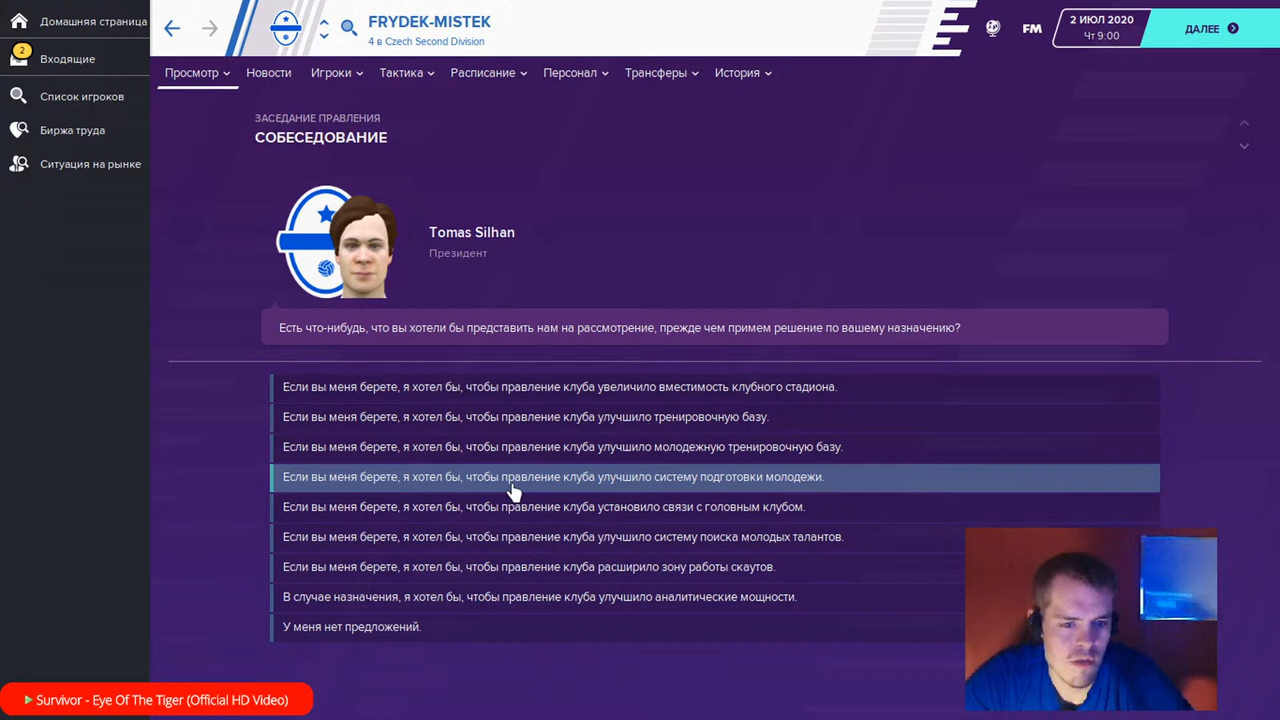 Домашняя страница
FRYDEK-MISTEK
4 в Czech Second Division
FM
2 ИЮЛ 2020
Чт 9:00
ДАЛЕЕ
2
Входящие
Список игроков
Биржа труда
Ситуация на рынке
Просмотр
Новости
Игроки
Тактика
Расписание
Персонал
Трансферы
История
ЗАСЕДАНИЕ ПРАВЛЕНИЯ
СОБЕСЕДОВАНИЕ
Tomas Silhan
Президент
Есть что-нибудь, что вы хотели бы представить нам на рассмотрение, прежде чем примем решение по вашему назначению?
Если вы меня берете, я хотел бы, чтобы правление клуба увеличило вместимость клубного стадиона.
Если вы меня берете, я хотел бы, чтобы правление клуба улучшило тренировочную базу.
Если вы меня берете, я хотел бы, чтобы правление клуба улучшило молодежную тренировочную базу.
Если вы меня берете, я хотел бы, чтобы правление клуба улучшило систему подготовки молодежи.
Если вы меня берете, я хотел бы, чтобы правление клуба установило связи с головным клубом.
Если вы меня берете, я хотел бы, чтобы правление клуба улучшило систему поиска молодых талантов.
Если вы меня берете, я хотел бы, чтобы правление клуба расширило зону работы скаутов.
В случае назначения, я хотел бы, чтобы правление клуба улучшило аналитические мощности.
У меня нет предложений.
Survivor - Eye Of The Tiger (Official HD Video)